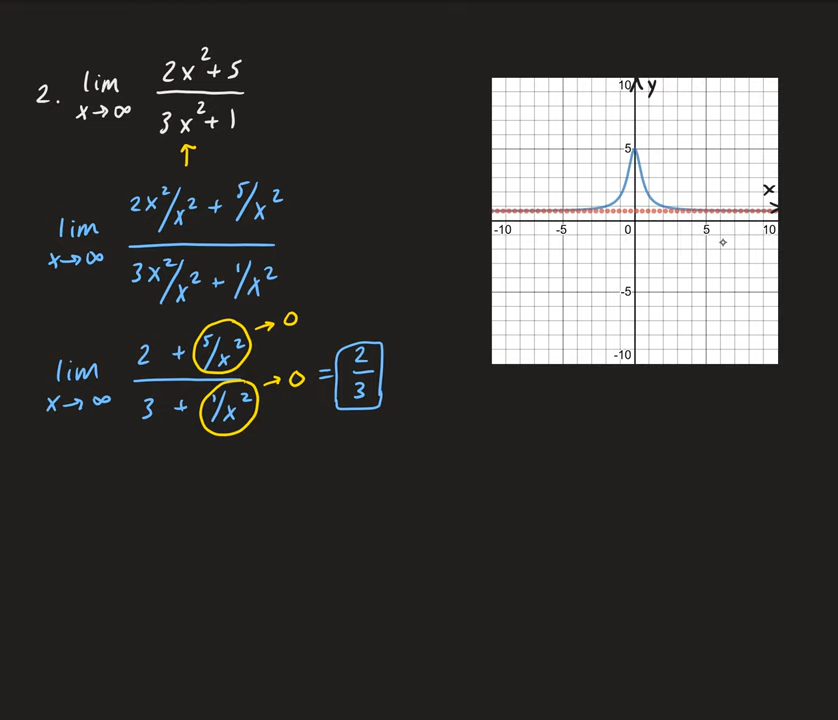 2. lim x→∞ (2x² + 5)/(3x² + 1)
↑
lim x→∞ (2x²/x² + 5/x²)/(3x²/x² + 1/x²)
lim x→∞ (2 + 5/x²)/(3 + 1/x²) = 2/3
→ 0
→ 0
10 y
5
x
-10 -5 0 5 10
-5
-10